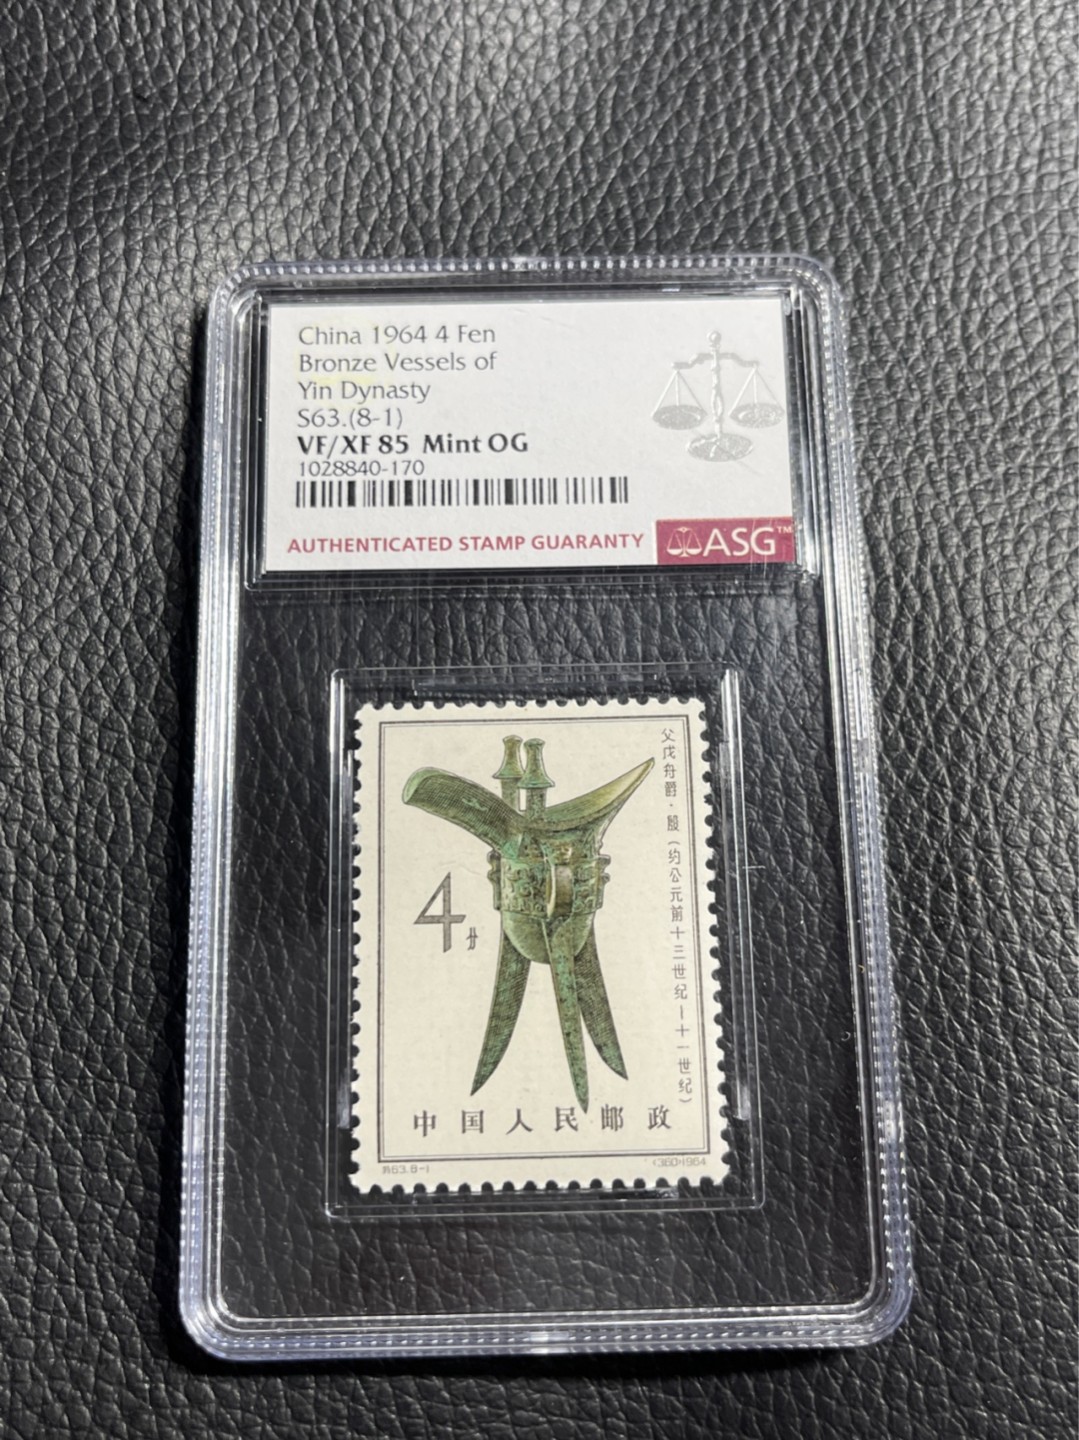 China 1964 4 Fen
Bronze Vessels of
Yin Dynasty
S63.(8-1)
VF/XF 85 Mint OG
1028840-170
AUTHENTICATED STAMP GUARANTY
ASG™
父戊舟爵·殷(约公元前十三世纪—十一世纪)
4分
中国人民邮政
特63.8-1
(360)1964